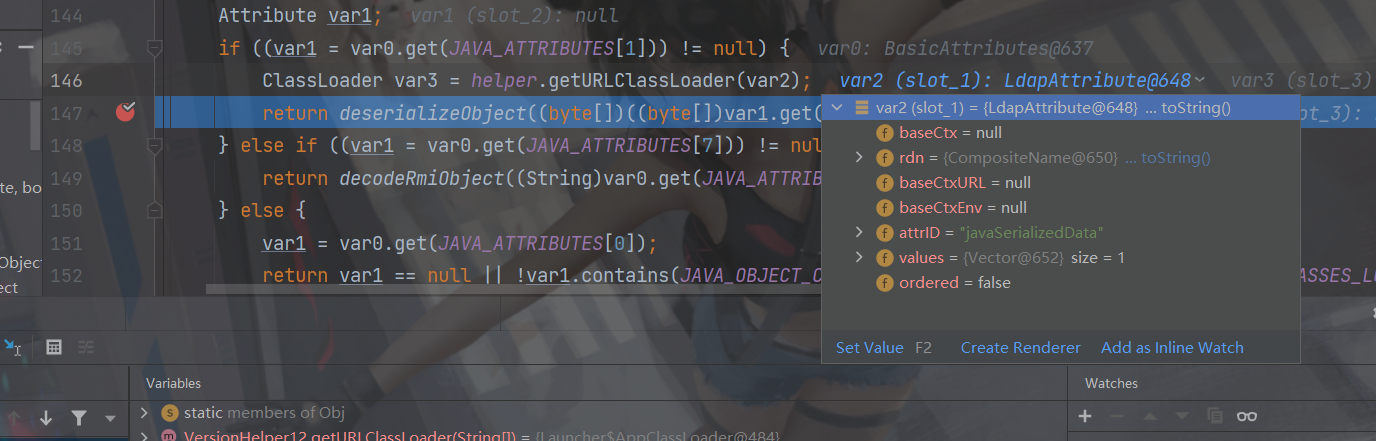 144 Attribute var1; var1 (slot_2): null
145 if ((var1 = var0.get(JAVA_ATTRIBUTES[1])) != null) { var0: BasicAttributes@637
146 ClassLoader var3 = helper.getURLClassLoader(var2); var2 (slot_1): LdapAttribute@648 var3 (slot_3)
147 return deserializeObject((byte[])((byte[])var1.get( t_3):
var2 (slot_1) = {LdapAttribute@648} ... toString()
148 } else if ((var1 = var0.get(JAVA_ATTRIBUTES[7])) != nul
f baseCtx = null
f rdn = {CompositeName@650} ... toString()
te, bo
149 return decodeRmiObject((String)var0.get(JAVA_ATTRIB
f baseCtxURL = null
150 } else {
f baseCtxEnv = null
151 var1 = var0.get(JAVA_ATTRIBUTES[0]);
f attrID = "javaSerializedData"
Object
152 return var1 == null || !var1.contains(JAVA_OBJECT_C ASSES_L
f values = {Vector@652} size = 1
ect
f ordered = false
Set Value F2 Create Renderer Add as Inline Watch
Variables
Watches
s static members of Obj
m VersionHelper12.getURLClassLoader(String[]) = {Launcher$AppClassLoader@484}